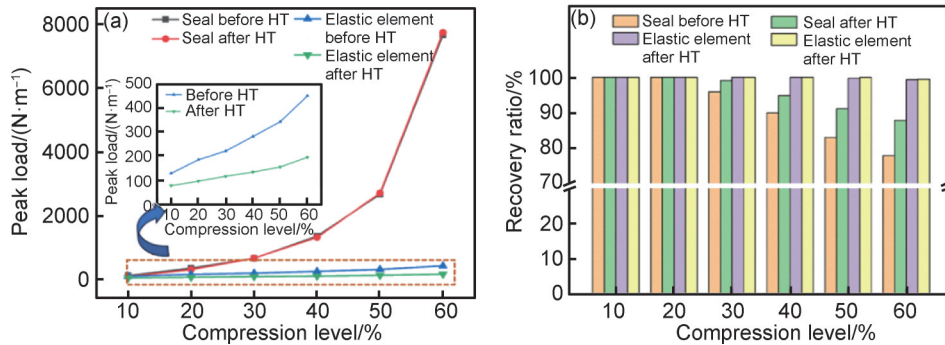 (a)
Seal before HT
Seal after HT
Elastic element
before HT
Elastic element
after HT
Peak load/(N·m⁻¹)
8000
6000
4000
2000
0
500
400
300
200
100
0
Peak load/(N·m⁻¹)
Before HT
After HT
10 20 30 40 50 60
Compression level/%
10 20 30 40 50 60
Compression level/%
(b)
Seal before HT
Seal after HT
Elastic element
after HT
Elastic element
after HT
Recovery ratio/%
100
90
80
70
20
10
0
10 20 30 40 50 60
Compression level/%